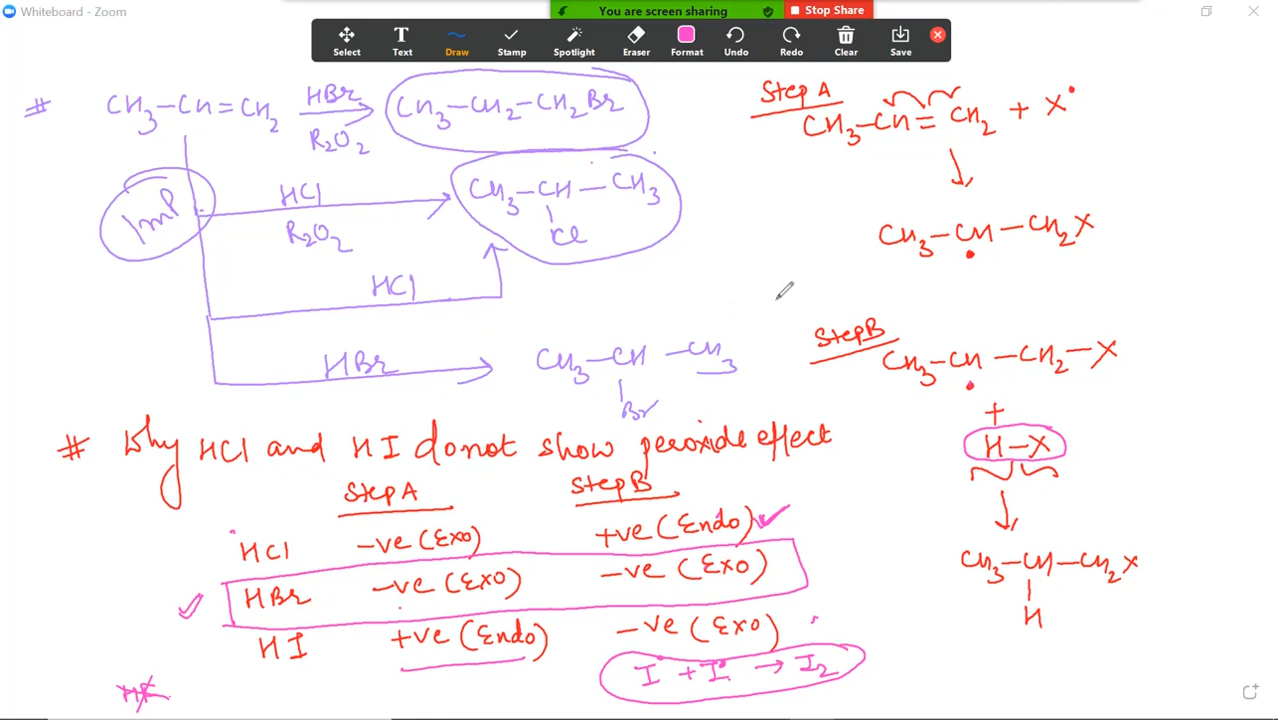 Whiteboard - Zoom
You are screen sharing
Stop Share
Select Text Draw Stamp Spotlight Eraser Format Undo Redo Clear Save
# CH3-CH=CH2 HBr R2O2 CH3-CH2-CH2Br
Imp
HCl R2O2 CH3-CH-CH3
Cl
HCl
HBr CH3-CH-CH3
Br
# Why HCl and HI do not show peroxide effect
Step A Step B
HCl -ve (Exo) +ve (Endo) ✓
✓ HBr -ve (Exo) -ve (Exo)
HI +ve (Endo) -ve (Exo)
I• + I• → I2
HF
Step A
CH3-CH=CH2 + X•
CH3-CH-CH2X
•
Step B
CH3-CH-CH2-X
•
+
H-X
CH3-CH-CH2X
H